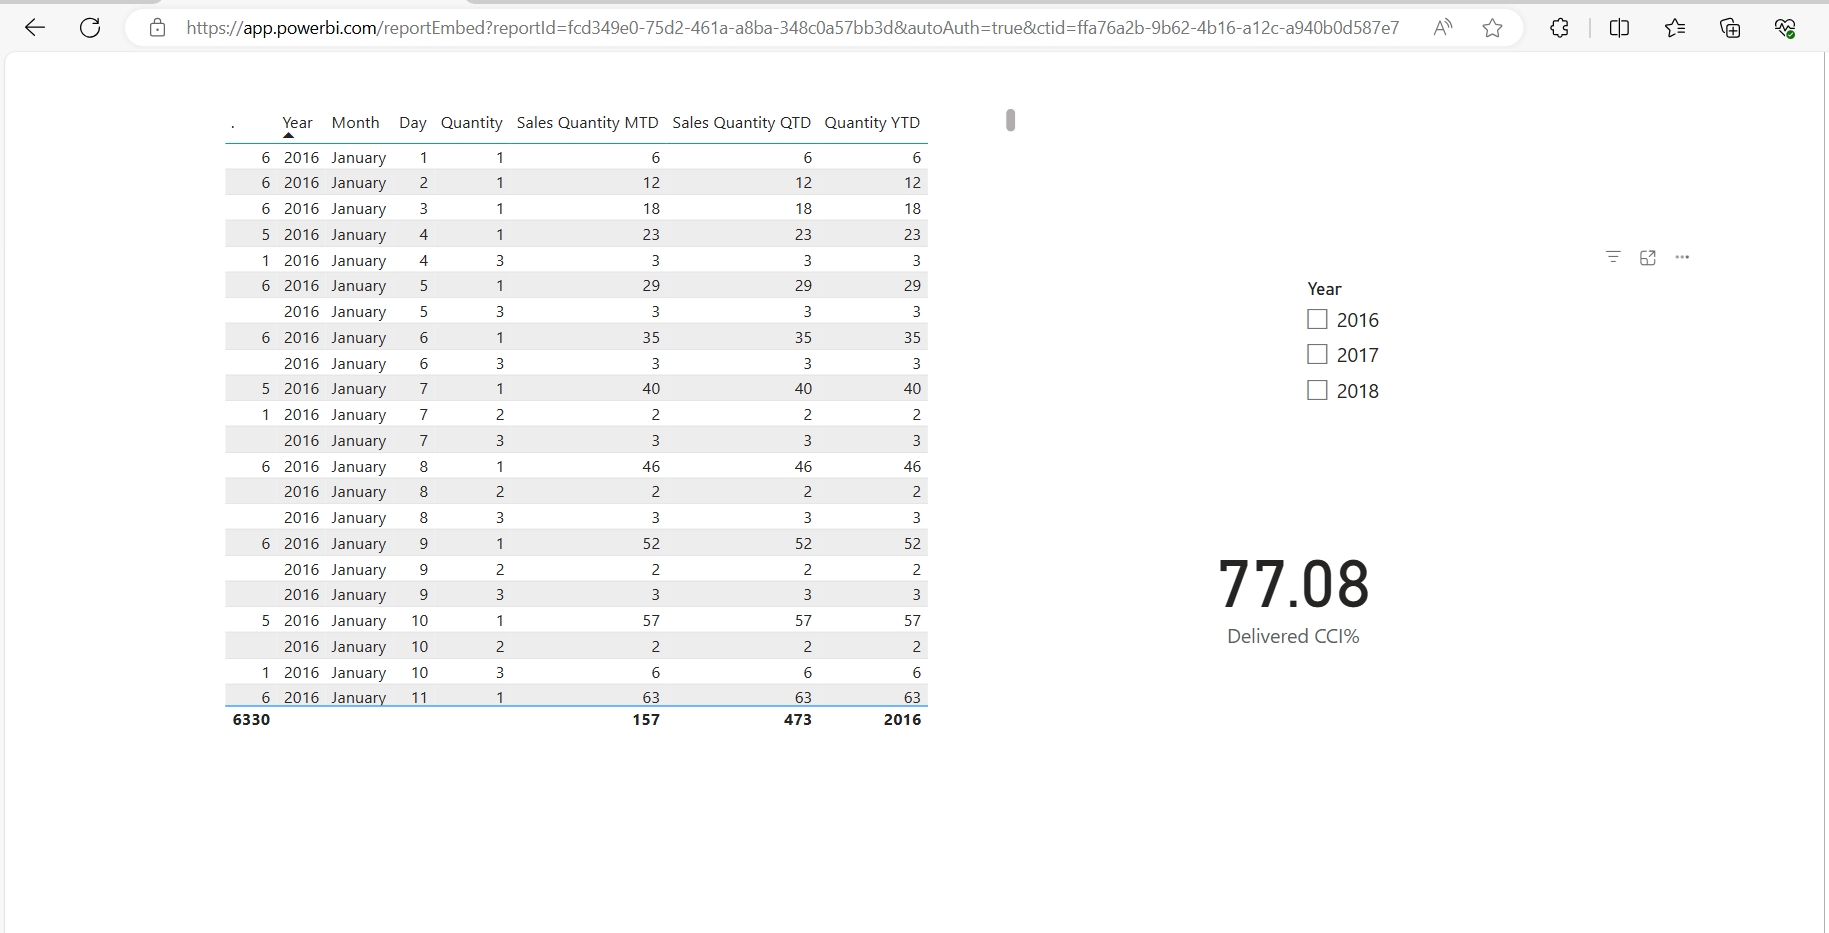 https://app.powerbi.com/reportEmbed?reportId=fcd349e0-75d2-461a-a8ba-348c0a57bb3d&autoAuth=true&ctid=ffa76a2b-9b62-4b16-a12c-a940b0d587e7
. Year Month Day Quantity Sales Quantity MTD Sales Quantity QTD Quantity YTD
6 2016 January 1 1 6 6 6
6 2016 January 2 1 12 12 12
6 2016 January 3 1 18 18 18
5 2016 January 4 1 23 23 23
1 2016 January 4 3 3 3 3
6 2016 January 5 1 29 29 29
2016 January 5 3 3 3 3
6 2016 January 6 1 35 35 35
2016 January 6 3 3 3 3
5 2016 January 7 1 40 40 40
1 2016 January 7 2 2 2 2
2016 January 7 3 3 3 3
6 2016 January 8 1 46 46 46
2016 January 8 2 2 2 2
2016 January 8 3 3 3 3
6 2016 January 9 1 52 52 52
2016 January 9 2 2 2 2
2016 January 9 3 3 3 3
5 2016 January 10 1 57 57 57
2016 January 10 2 2 2 2
1 2016 January 10 3 6 6 6
6 2016 January 11 1 63 63 63
6330 157 473 2016
Year
2016
2017
2018
77.08
Delivered CCI%